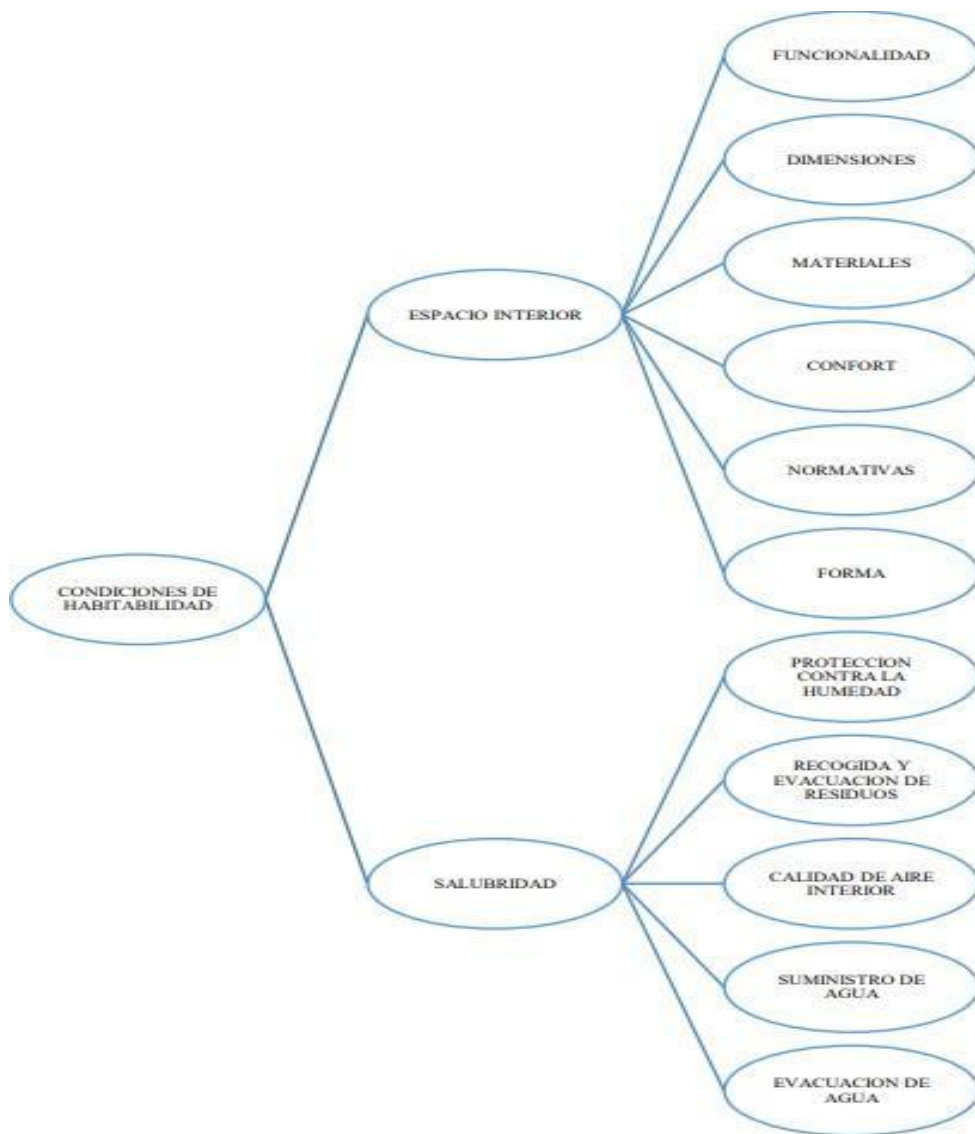 FUNCIONALIDAD
DIMENSIONES
MATERIALES
ESPACIO INTERIOR
CONFORT
NORMATIVAS
FORMA
CONDICIONES DE
HABITABILIDAD
PROTECCION
CONTRA LA
HUMEDAD
RECOGIDA Y
EVACUACION DE
RESIDUOS
SALUBRIDAD
CALIDAD DE AIRE
INTERIOR
SUMINISTRO DE
AGUA
EVACUACION DE
AGUA